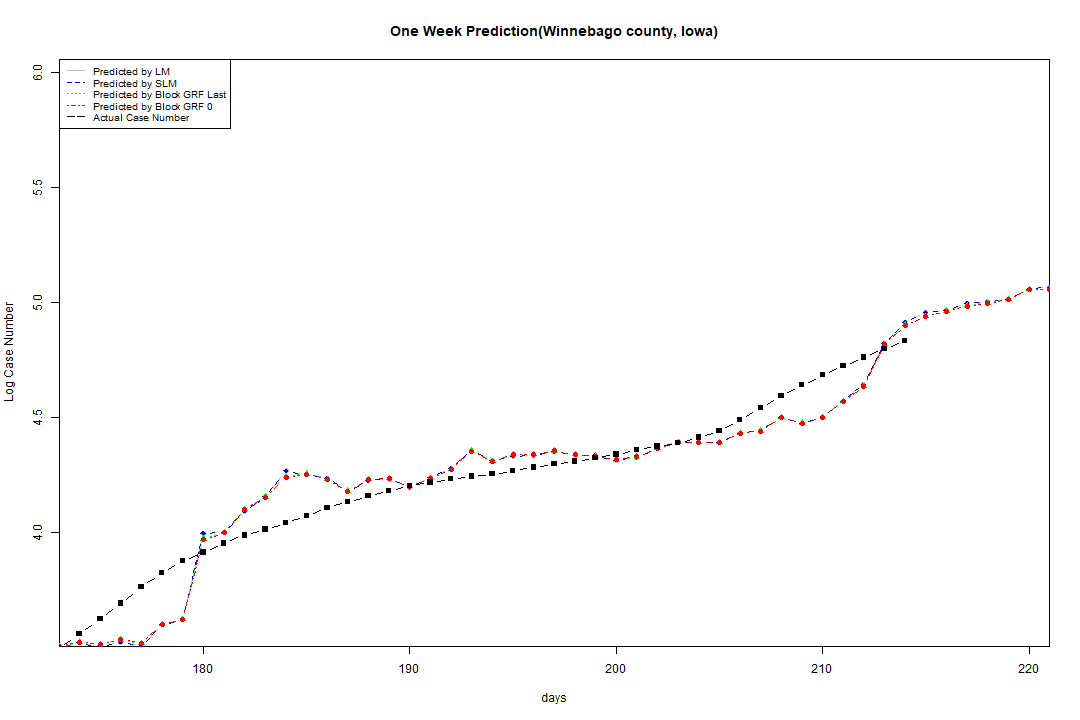 One Week Prediction(Winnebago county, Iowa)
Predicted by LM
Predicted by SLM
Predicted by Block GRF Last
Predicted by Block GRF 0
Actual Case Number
6.0
5.5
5.0
4.5
4.0
Log Case Number
180 190 200 210 220
days